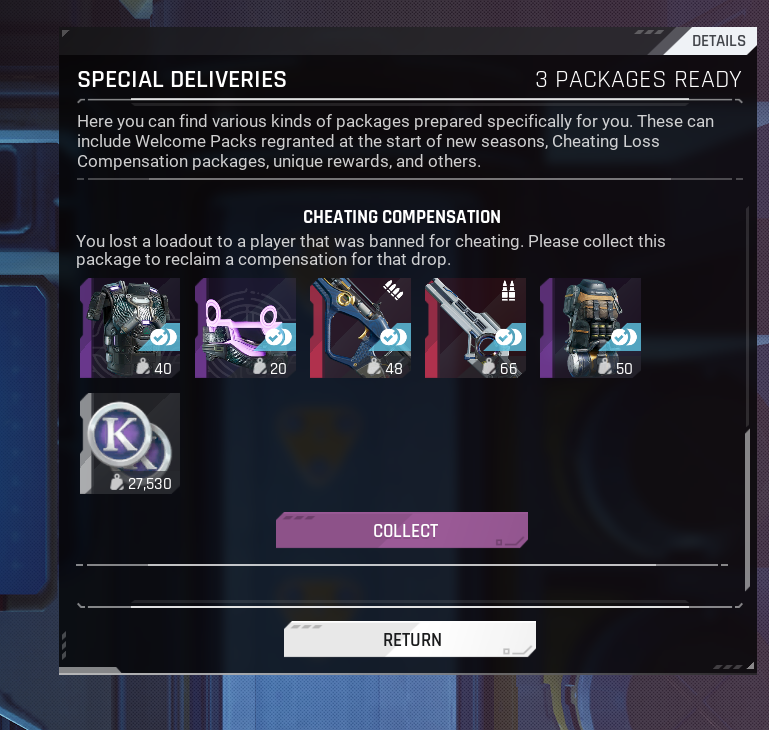 DETAILS
SPECIAL DELIVERIES
3 PACKAGES READY
Here you can find various kinds of packages prepared specifically for you. These can
include Welcome Packs regranted at the start of new seasons, Cheating Loss
Compensation packages, unique rewards, and others.
CHEATING COMPENSATION
You lost a loadout to a player that was banned for cheating. Please collect this
package to reclaim a compensation for that drop.
40
20
48
66
50
K
27,530
COLLECT
RETURN